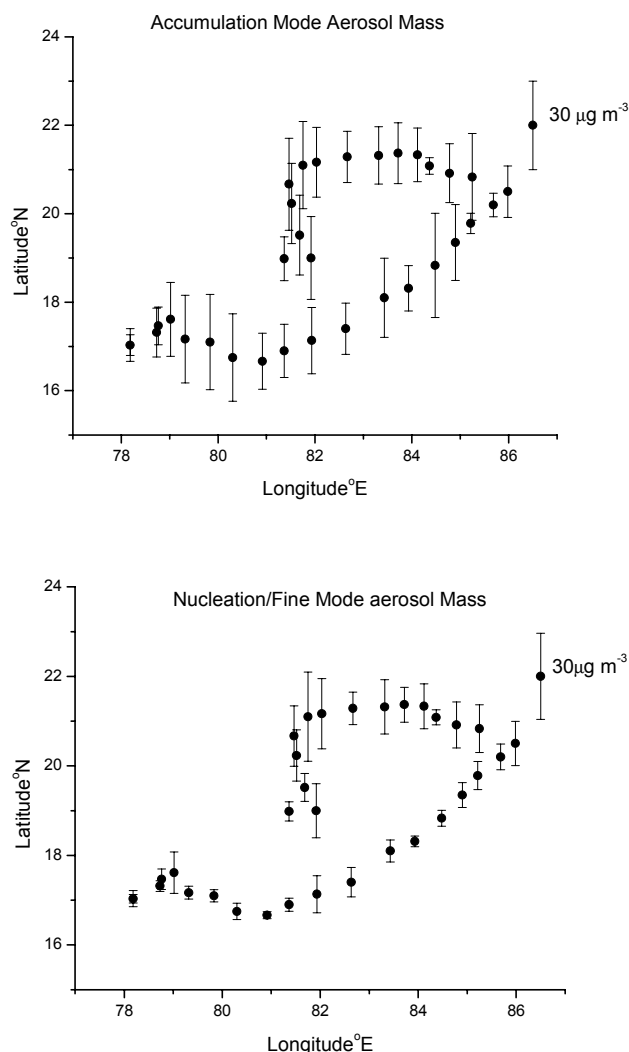 Accumulation Mode Aerosol Mass
24
30 μg m-3
22
20
18
16
Latitude°N
78 80 82 84 86
Longitude°E
Nucleation/Fine Mode aerosol Mass
24
30μg m-3
22
20
18
16
Latitude°N
78 80 82 84 86
Longitude°E